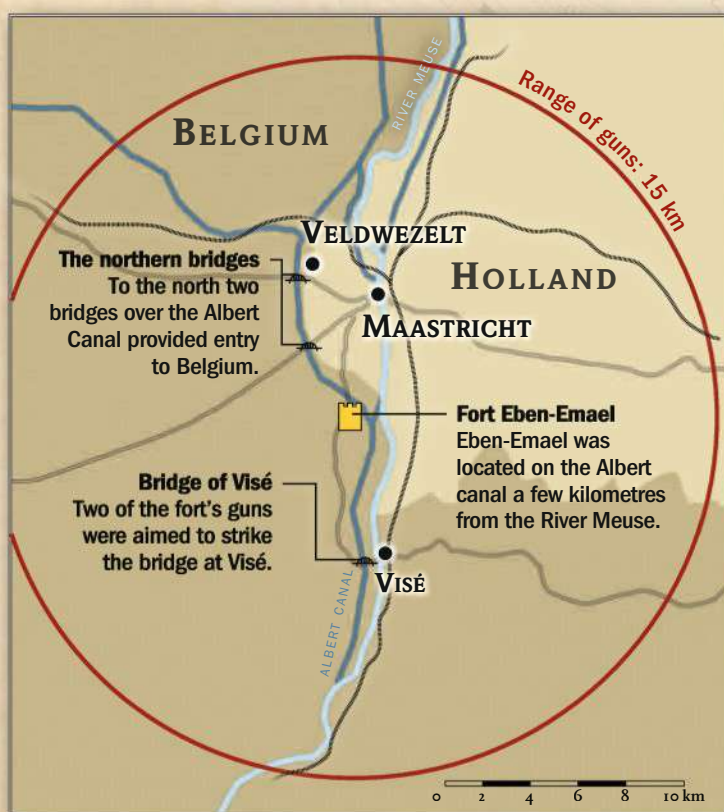 RIVER MEUSE
BELGIUM
Range of guns: 15 km
VELDWEZELT
The northern bridges
To the north two
bridges over the Albert
Canal provided entry
to Belgium.
HOLLAND
MAASTRICHT
Fort Eben-Emael
Eben-Emael was
located on the Albert
canal a few kilometres
from the River Meuse.
Bridge of Visé
Two of the fort's guns
were aimed to strike
the bridge at Visé.
VISÉ
ALBERT CANAL
0 2 4 6 8 10 km